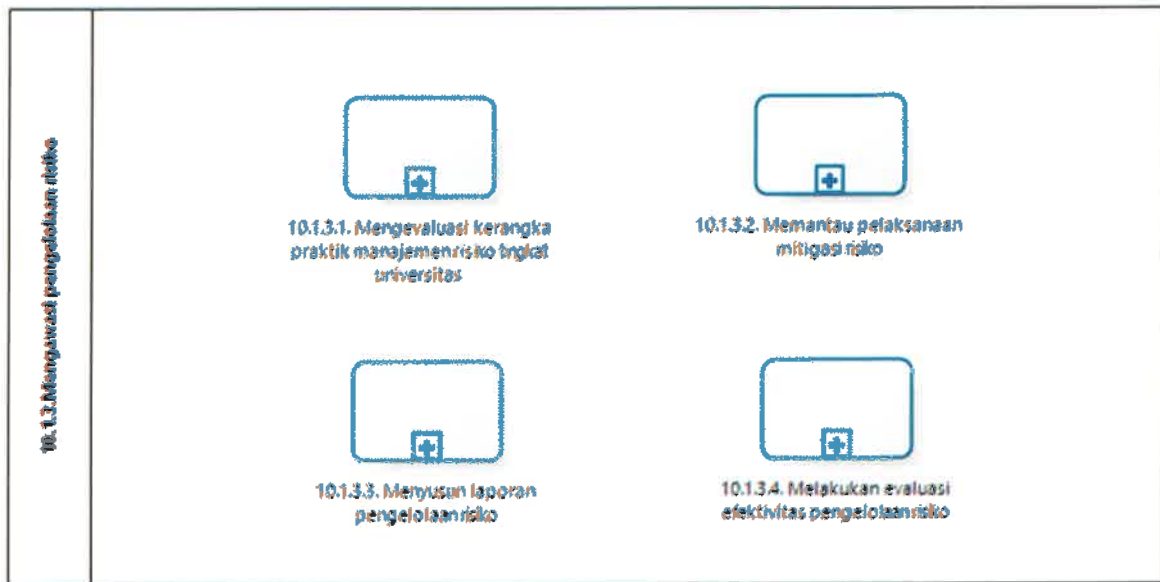 10.1.3.Mengawasi pengelolaan risiko
10.1.3.1. Mengevaluasi kerangka
praktik manajemen risiko tingkat
universitas
10.1.3.2. Memantau pelaksanaan
mitigasi risiko
10.1.3.3. Menyusun laporan
pengelolaan risiko
10.1.3.4. Melakukan evaluasi
efektivitas pengelolaan risiko